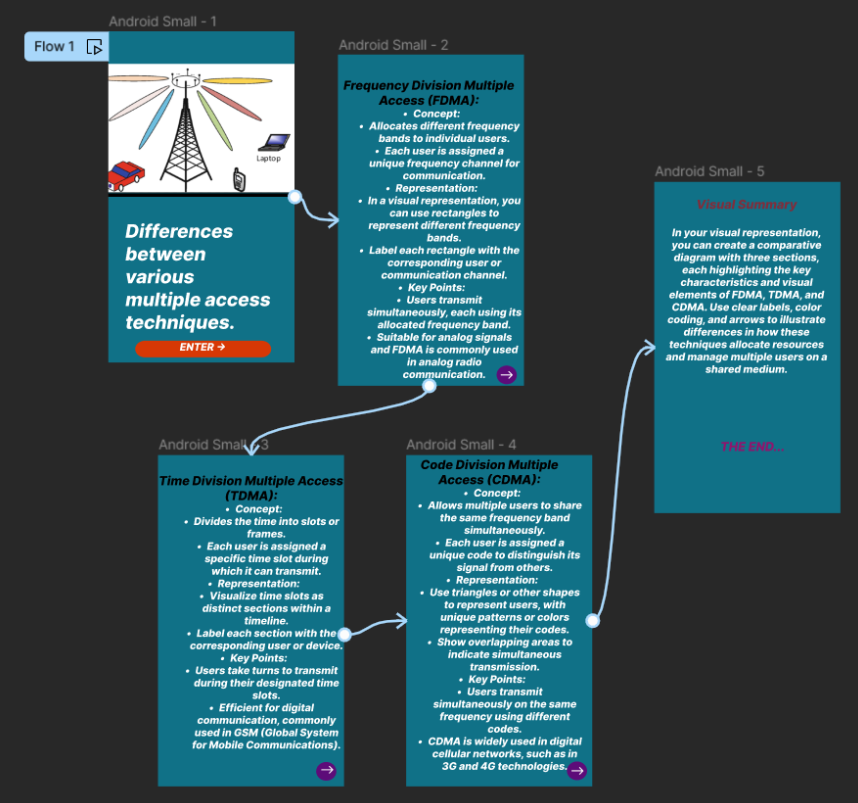 Android Small - 1
Flow 1
Laptop
Differences
between
various
multiple access
techniques.
ENTER →
Android Small - 2
Frequency Division Multiple
Access (FDMA):
• Concept:
• Allocates different frequency
bands to individual users.
• Each user is assigned a
unique frequency channel for
communication.
• Representation:
• In a visual representation, you
can use rectangles to
represent different frequency
bands.
• Label each rectangle with the
corresponding user or
communication channel.
• Key Points:
• Users transmit
simultaneously, each using its
allocated frequency band.
• Suitable for analog signals
and FDMA is commonly used
in analog radio
communication.
Android Small - 3
Time Division Multiple Access
(TDMA):
• Concept:
• Divides the time into slots or
frames.
• Each user is assigned a
specific time slot during
which it can transmit.
• Representation:
• Visualize time slots as
distinct sections within a
timeline.
• Label each section with the
corresponding user or device.
• Key Points:
• Users take turns to transmit
during their designated time
slots.
• Efficient for digital
communication, commonly
used in GSM (Global System
for Mobile Communications).
Android Small - 4
Code Division Multiple
Access (CDMA):
• Concept:
• Allows multiple users to share
the same frequency band
simultaneously.
• Each user is assigned a
unique code to distinguish its
signal from others.
• Representation:
• Use triangles or other shapes
to represent users, with
unique patterns or colors
representing their codes.
• Show overlapping areas to
indicate simultaneous
transmission.
• Key Points:
• Users transmit
simultaneously on the same
frequency using different
codes.
• CDMA is widely used in digital
cellular networks, such as in
3G and 4G technologies.
Android Small - 5
Visual Summary
In your visual representation,
you can create a comparative
diagram with three sections,
each highlighting the key
characteristics and visual
elements of FDMA, TDMA, and
CDMA. Use clear labels, color
coding, and arrows to illustrate
differences in how these
techniques allocate resources
and manage multiple users on a
shared medium.
THE END...